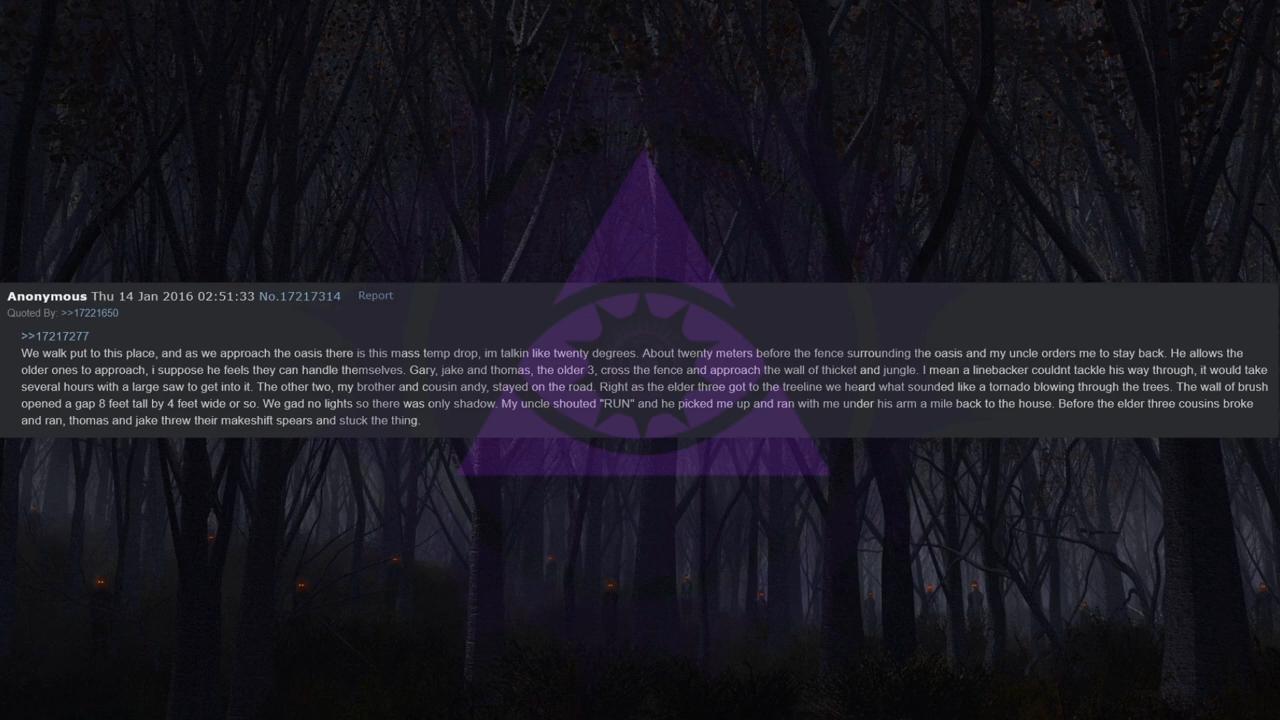 Anonymous Thu 14 Jan 2016 02:51:33 No.17217314 Report
Quoted By: >>17221650
>>17217277
We walk put to this place, and as we approach the oasis there is this mass temp drop, im talkin like twenty degrees. About twenty meters before the fence surrounding the oasis and my uncle orders me to stay back. He allows the
older ones to approach, i suppose he feels they can handle themselves. Gary, jake and thomas, the older 3, cross the fence and approach the wall of thicket and jungle. I mean a linebacker couldnt tackle his way through, it would take
several hours with a large saw to get into it. The other two, my brother and cousin andy, stayed on the road. Right as the elder three got to the treeline we heard what sounded like a tornado blowing through the trees. The wall of brush
opened a gap 8 feet tall by 4 feet wide or so. We gad no lights so there was only shadow. My uncle shouted "RUN" and he picked me up and ran with me under his arm a mile back to the house. Before the elder three cousins broke
and ran, thomas and jake threw their makeshift spears and stuck the thing.